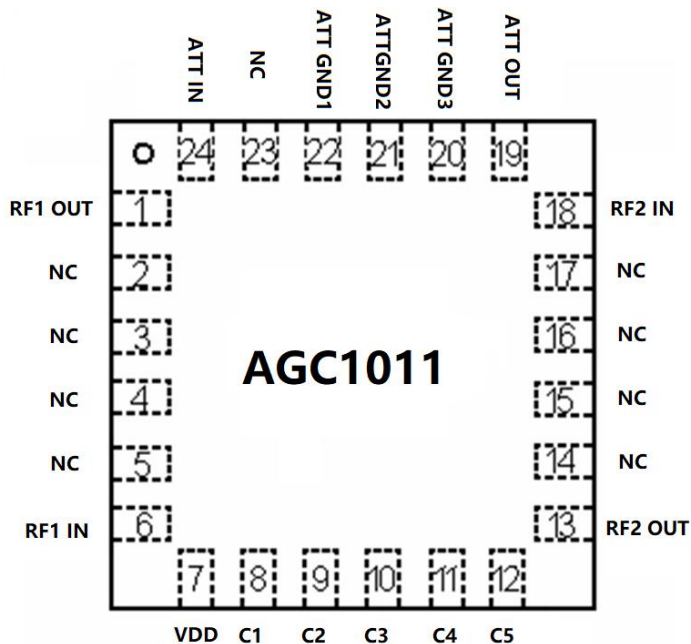 ATT IN
NC
ATT GND1
ATTGND2
ATT GND3
ATT OUT
24 23 22 21 20 19
RF1 OUT 1 18 RF2 IN
NC 2 17 NC
NC 3 16 NC
AGC1011
NC 4 15 NC
NC 5 14 NC
RF1 IN 6 13 RF2 OUT
7 8 9 10 11 12
VDD C1 C2 C3 C4 C5